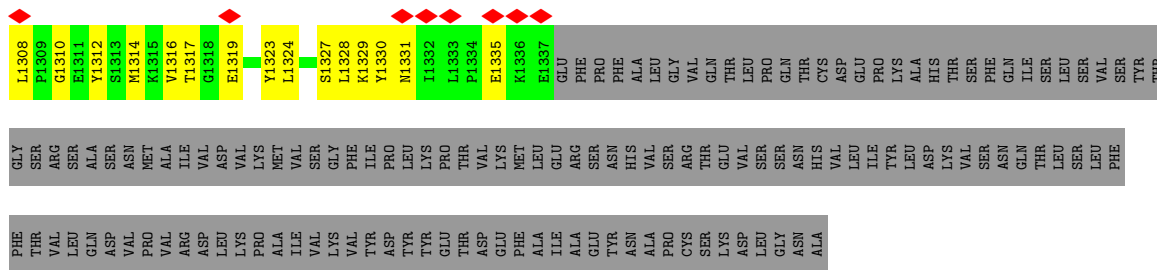 L1308 P1309 G1310 E1311 Y1312 S1313 M1314 K1315 V1316 T1317 G1318 E1319 Y1323 L1324 S1327 L1328 K1329 Y1330 N1331 I1332 L1333 P1334 E1335 K1336 E1337 GLU PHE PRO PHE ALA LEU GLY VAL GLN THR LEU PRO GLN THR CYS ASP GLU PRO LYS ALA HIS THR SER PHE GLN ILE SER LEU SER VAL SER TYR THR
GLY SER ARG SER ALA SER ASN MET ALA ILE VAL ASP VAL LYS MET VAL SER GLY PHE ILE PRO LEU LYS PRO THR VAL LYS MET LEU GLU ARG SER ASN HIS VAL SER ARG THR GLU VAL SER SER ASN HIS VAL LEU ILE TYR LEU ASP LYS VAL SER ASN GLN THR LEU SER LEU PHE
PHE THR VAL LEU GLN ASP VAL PRO VAL ARG ASP LEU LYS PRO ALA ILE VAL LYS VAL TYR ASP TYR TYR GLU THR ASP GLU PHE ALA ILE ALA GLU TYR ASN ALA PRO CYS SER LYS ASP LEU GLY ASN ALA